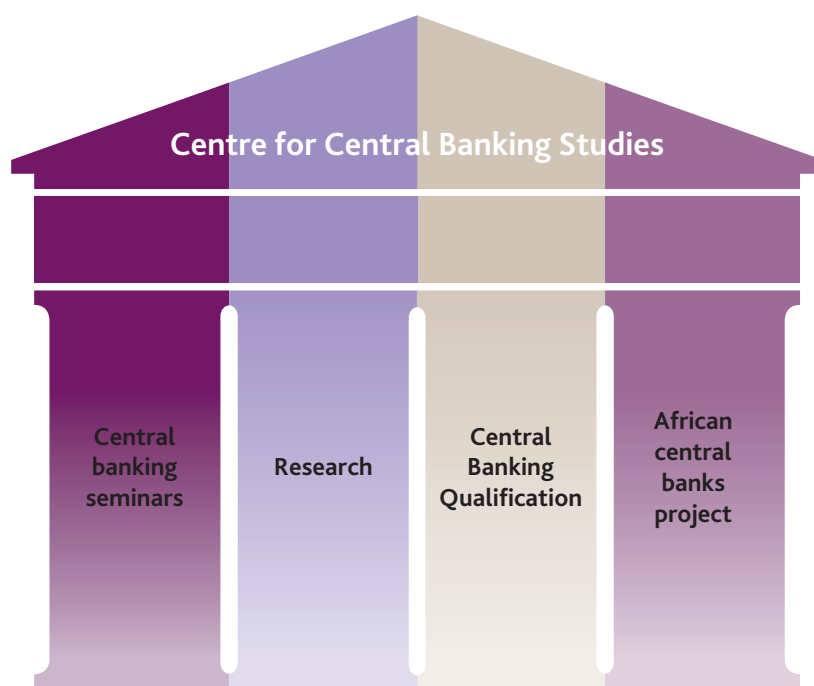 Centre for Central Banking Studies
Central
banking
seminars
Research
Central
Banking
Qualification
African
central
banks
project